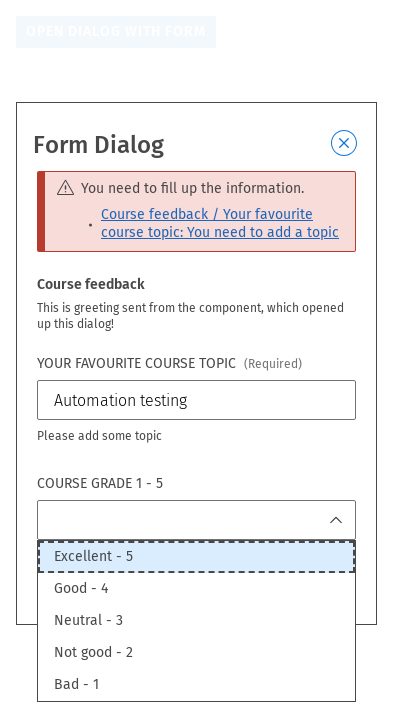 OPEN DIALOG WITH FORM
Form Dialog
You need to fill up the information.
• Course feedback / Your favourite
course topic: You need to add a topic
Course feedback
This is greeting sent from the component, which opened
up this dialog!
YOUR FAVOURITE COURSE TOPIC (Required)
Automation testing
Please add some topic
COURSE GRADE 1 - 5
Excellent - 5
Good - 4
Neutral - 3
Not good - 2
Bad - 1